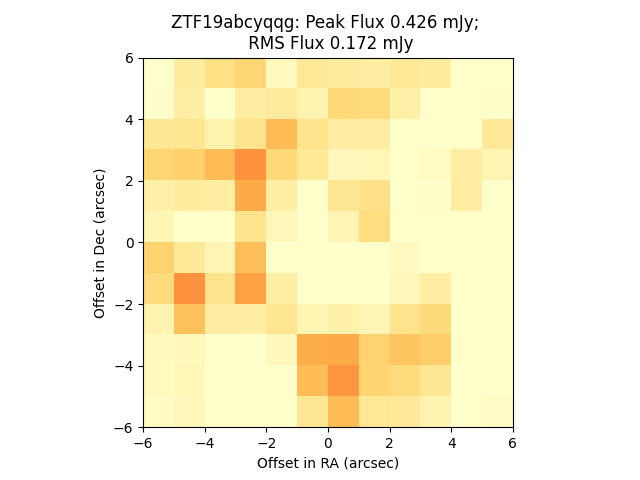 ZTF19abcyqqg: Peak Flux 0.426 mJy;
RMS Flux 0.172 mJy
6
4
2
0
−2
−4
−6
Offset in Dec (arcsec)
−6 −4 −2 0 2 4 6
Offset in RA (arcsec)